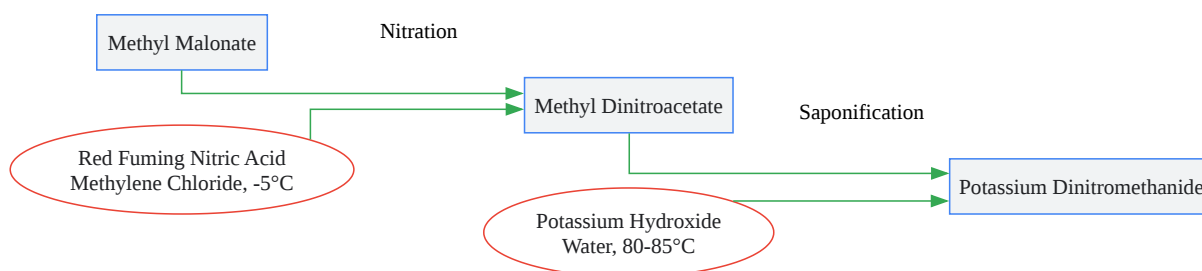 Methyl Malonate
Nitration
Red Fuming Nitric Acid
Methylene Chloride, -5°C
Methyl Dinitroacetate
Saponification
Potassium Hydroxide
Water, 80-85°C
Potassium Dinitromethanide